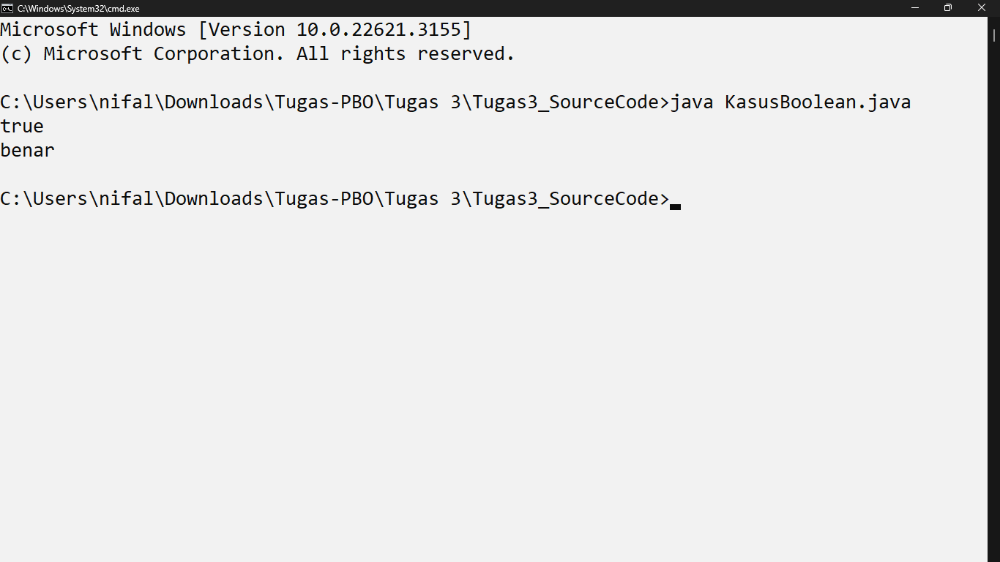 C:\Windows\System32\cmd.exe
Microsoft Windows [Version 10.0.22621.3155]
(c) Microsoft Corporation. All rights reserved.
C:\Users\nifal\Downloads\Tugas-PBO\Tugas 3\Tugas3_SourceCode>java KasusBoolean.java
true
benar
C:\Users\nifal\Downloads\Tugas-PBO\Tugas 3\Tugas3_SourceCode>